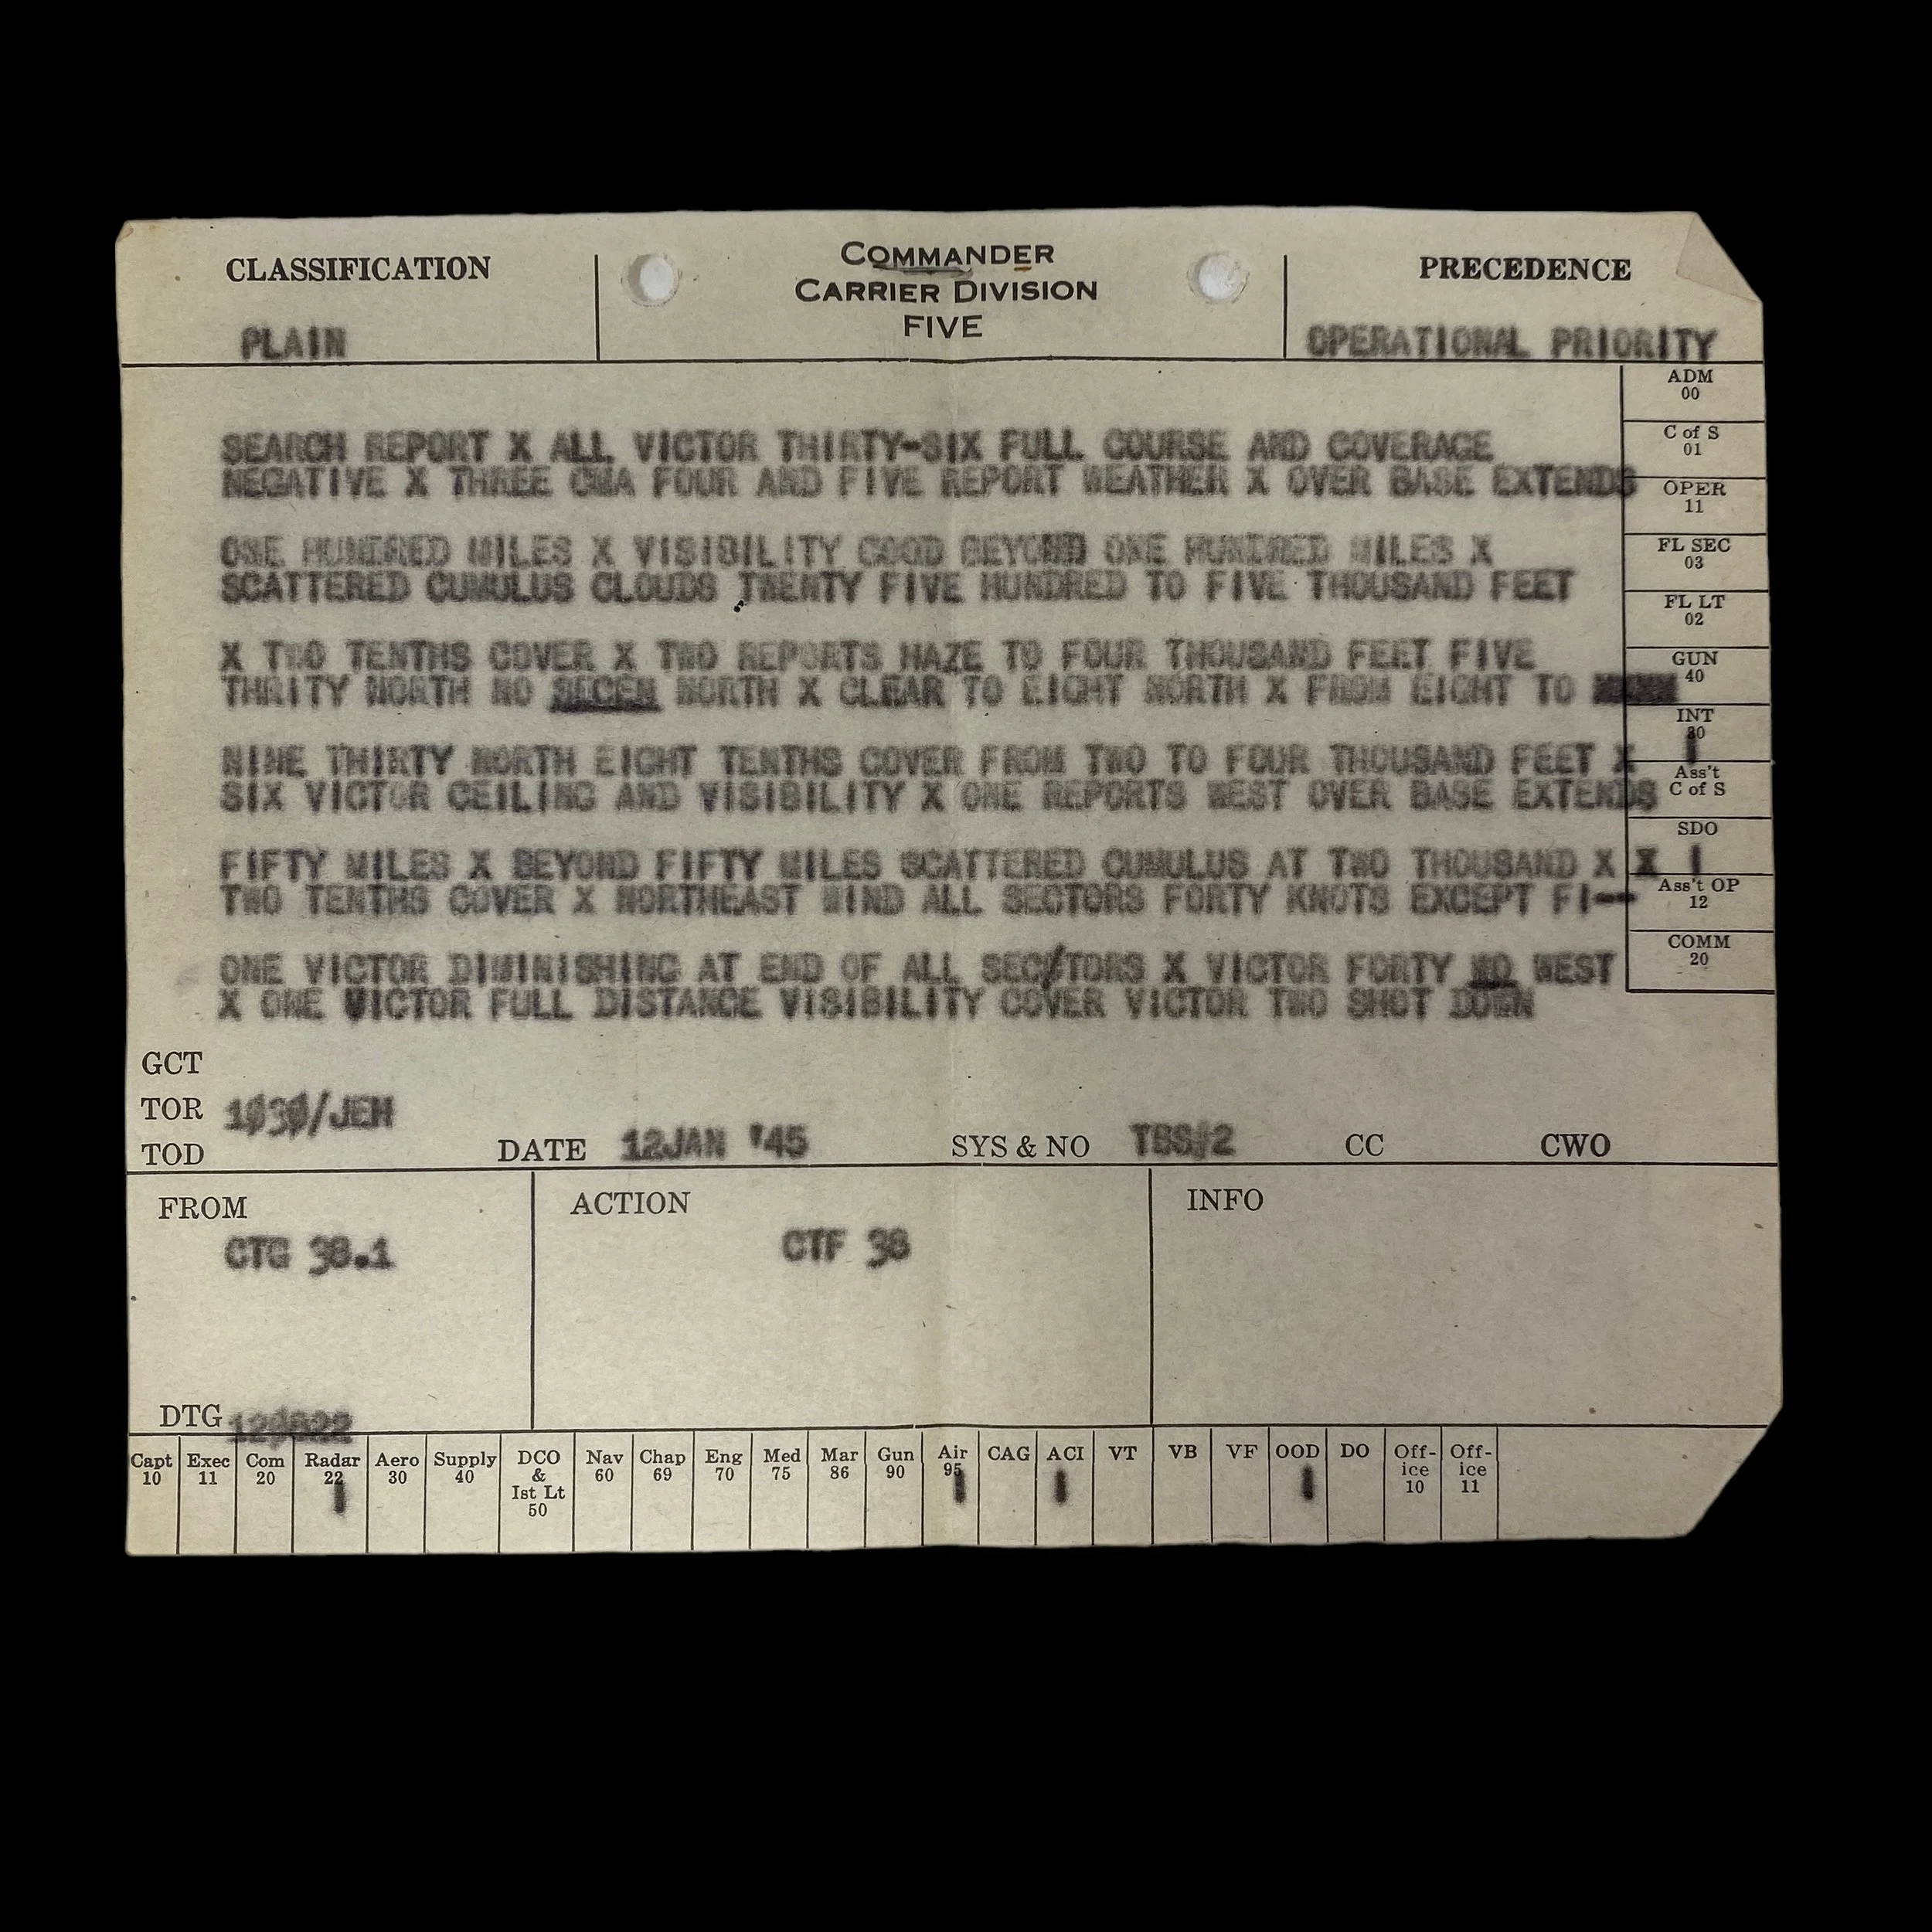 CLASSIFICATION
COMMANDER
CARRIER DIVISION
FIVE
PRECEDENCE
PLAIN
OPERATIONAL PRIORITY
SEARCH REPORT X ALL VICTOR THIRTY-SIX FULL COURSE AND COVERAGE
NEGATIVE X THREE CMA FOUR AND FIVE REPORT WEATHER X OVER BASE EXTENDS
ONE HUNDRED MILES X VISIBILITY GOOD BEYOND ONE HUNDRED MILES X
SCATTERED CUMULUS CLOUDS TWENTY FIVE HUNDRED TO FIVE THOUSAND FEET
X TWO TENTHS COVER X TWO REPORTS HAZE TO FOUR THOUSAND FEET FIVE
THRITY NORTH NO NORTH X CLEAR TO EIGHT NORTH X FROM EIGHT TO
NINE THIRTY NORTH EIGHT TENTHS COVER FROM TWO TO FOUR THOUSAND FEET X
SIX VICTOR CEILING AND VISIBILITY X ONE REPORTS WEST OVER BASE EXTENDS
FIFTY MILES X BEYOND FIFTY MILES SCATTERED CUMULUS AT TWO THOUSAND X X
TWO TENTHS COVER X NORTHEAST WIND ALL SECTORS FORTY KNOTS EXCEPT FI--
ONE VICTOR DIMINISHING AT END OF ALL SEC/TORS X VICTOR FORTY NO WEST
X ONE VICTOR FULL DISTANCE VISIBILITY COVER VICTOR TWO SHOT DOWN
ADM
00
C of S
01
OPER
11
FL SEC
03
FL LT
02
GUN
40
INT
30
Ass't
C of S
SDO
Ass't OP
12
COMM
20
GCT
TOR 1Ø3Ø/JEH
TOD
DATE 12JAN '45
SYS & NO TBS#2
CC
CWO
FROM
CTG 38.1
ACTION
CTF 38
INFO
DTG 12Ø822
Capt
10
Exec
11
Com
20
Radar
22
Aero
30
Supply
40
DCO
&
Ist Lt
50
Nav
60
Chap
69
Eng
70
Med
75
Mar
86
Gun
90
Air
95
CAG
ACI
VT
VB
VF
OOD
DO
Off-
ice
10
Off-
ice
11